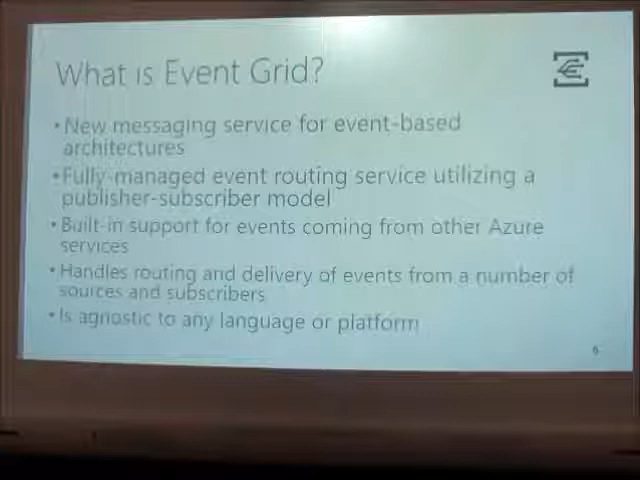 What is Event Grid?
• New messaging service for event-based
architectures
• Fully-managed event routing service utilizing a
publisher-subscriber model
• Built-in support for events coming from other Azure
services
• Handles routing and delivery of events from a number of
sources and subscribers
• Is agnostic to any language or platform
6